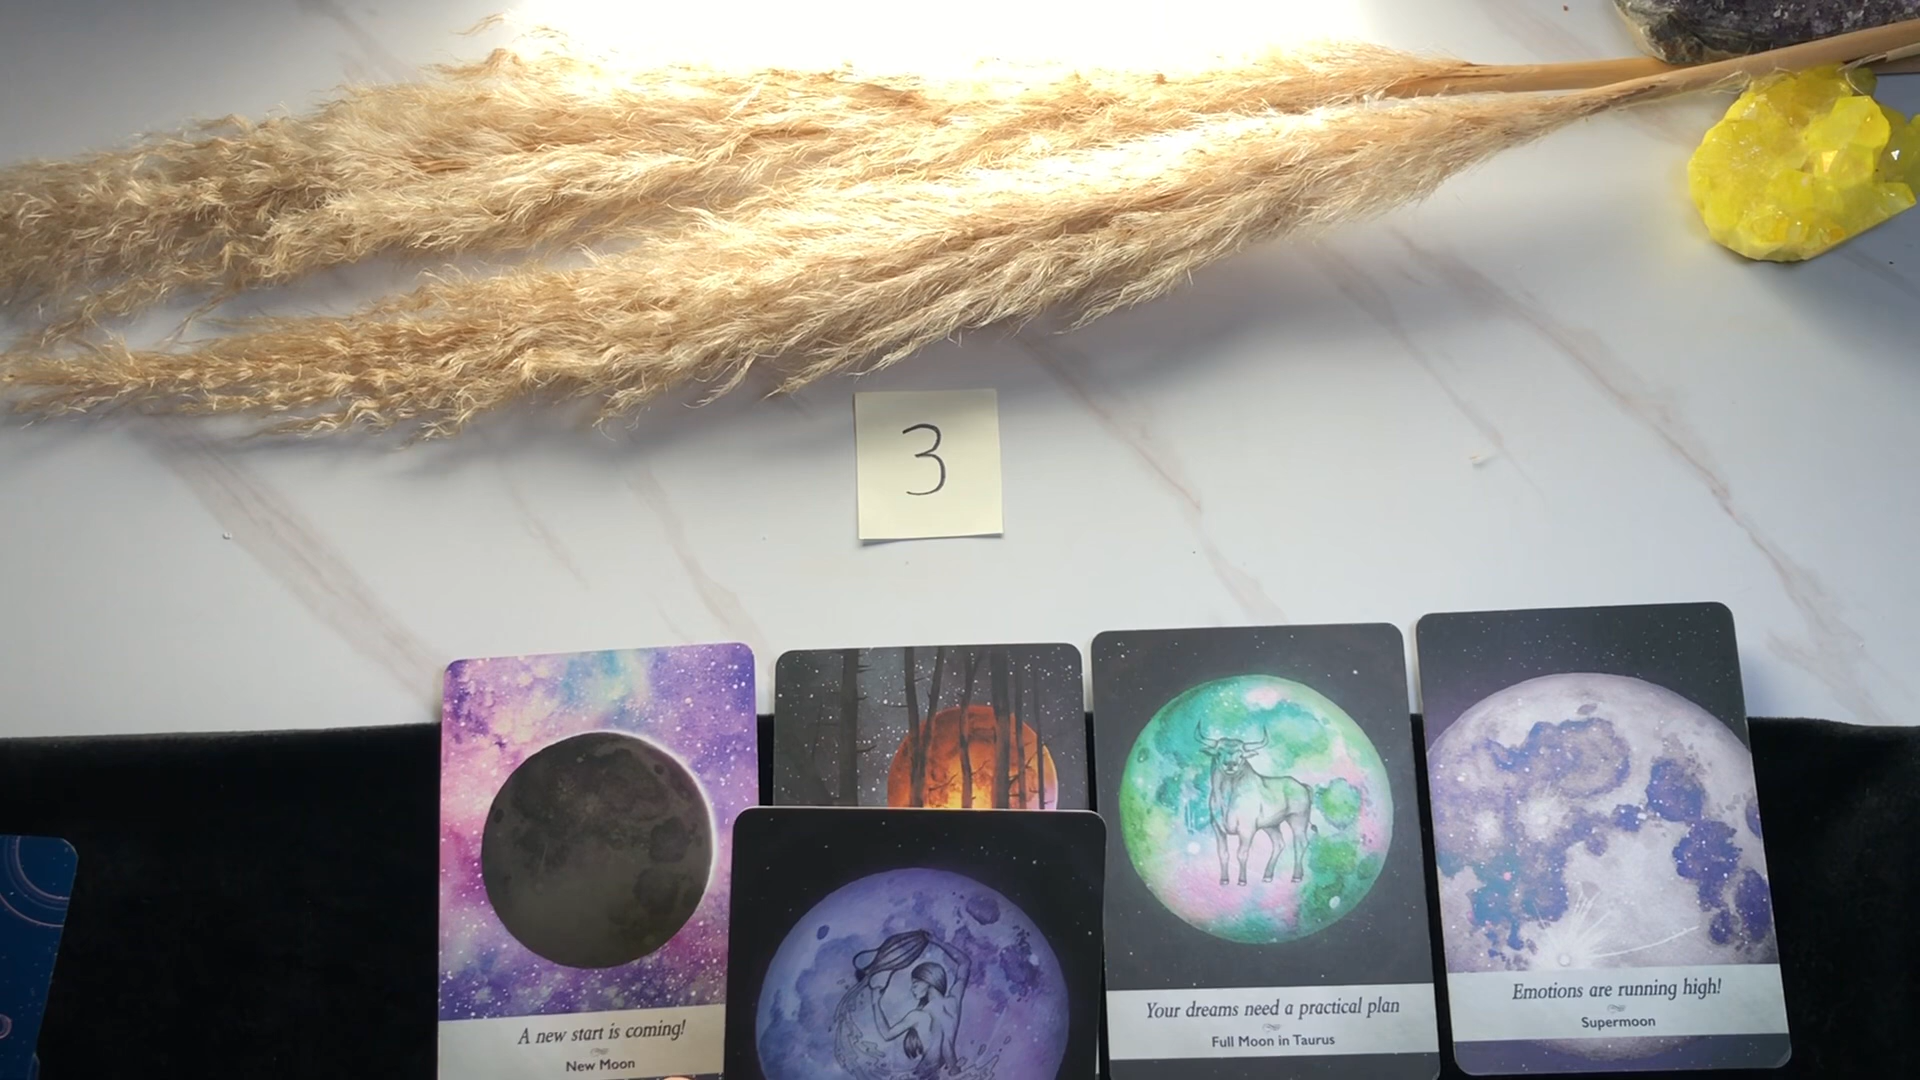 3
A new start is coming!
New Moon
Your dreams need a practical plan
Full Moon in Taurus
Emotions are running high!
Supermoon